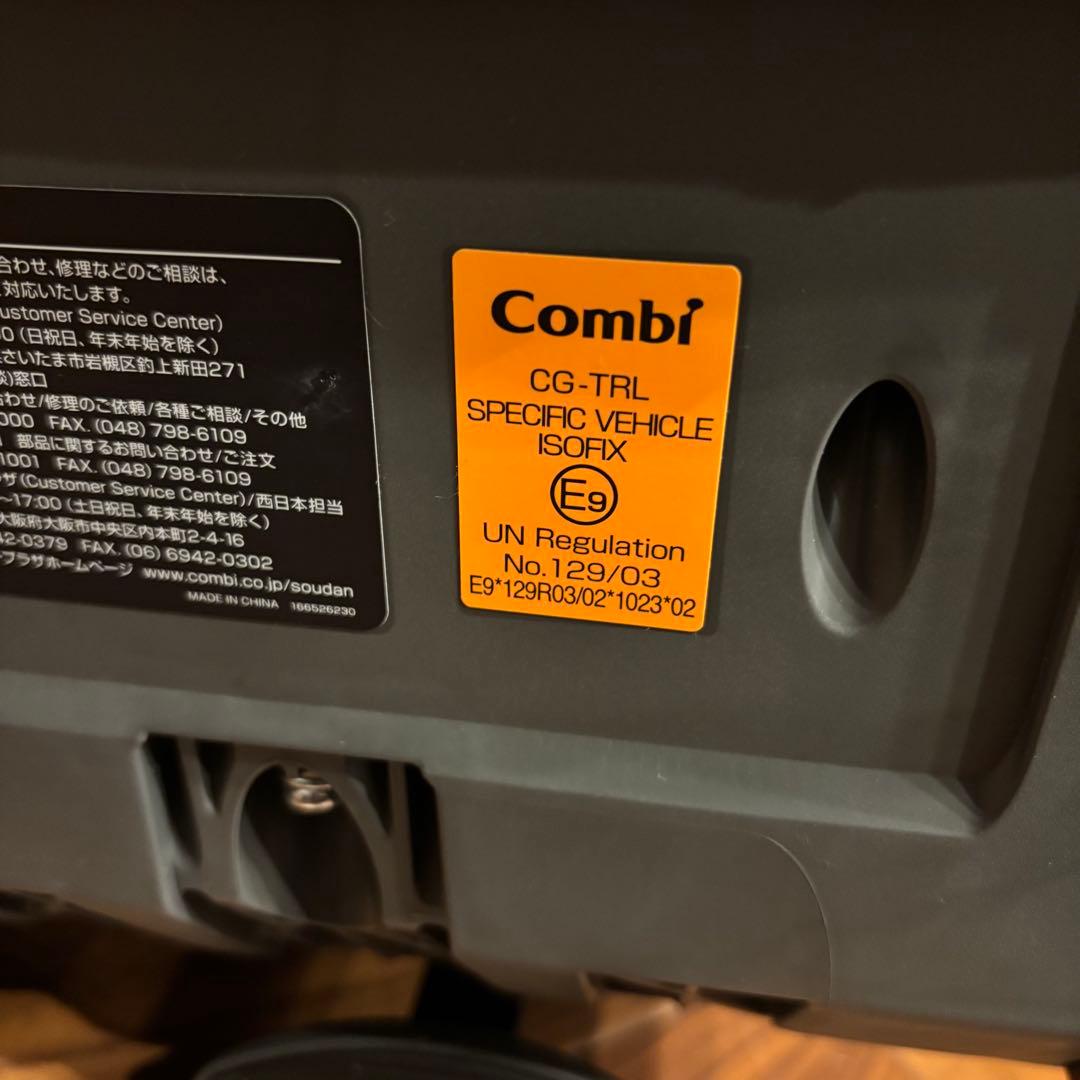 合わせ、修理などのご相談は、
対応いたします。
ustomer Service Center)
0 (日祝日、年末年始を除く)
さいたま市岩槻区釣上新田271
談)窓口
合わせ/修理のご依頼/各種ご相談/その他
000 FAX. (048) 798-6109
部品に関するお問い合わせ/ご注文
1001 FAX. (048) 798-6109
ザ (Customer Service Center)/西日本担当
～17:00 (土日祝日、年末年始を除く)
大阪府大阪市中央区内本町2-4-16
42-0379 FAX. (06) 6942-0302
プラザホームページ www.combi.co.jp/soudan
MADE IN CHINA 166526230
Combi
CG-TRL
SPECIFIC VEHICLE
ISOFIX
E9
UN Regulation
No.129/03
E9*129R03/02*1023*02